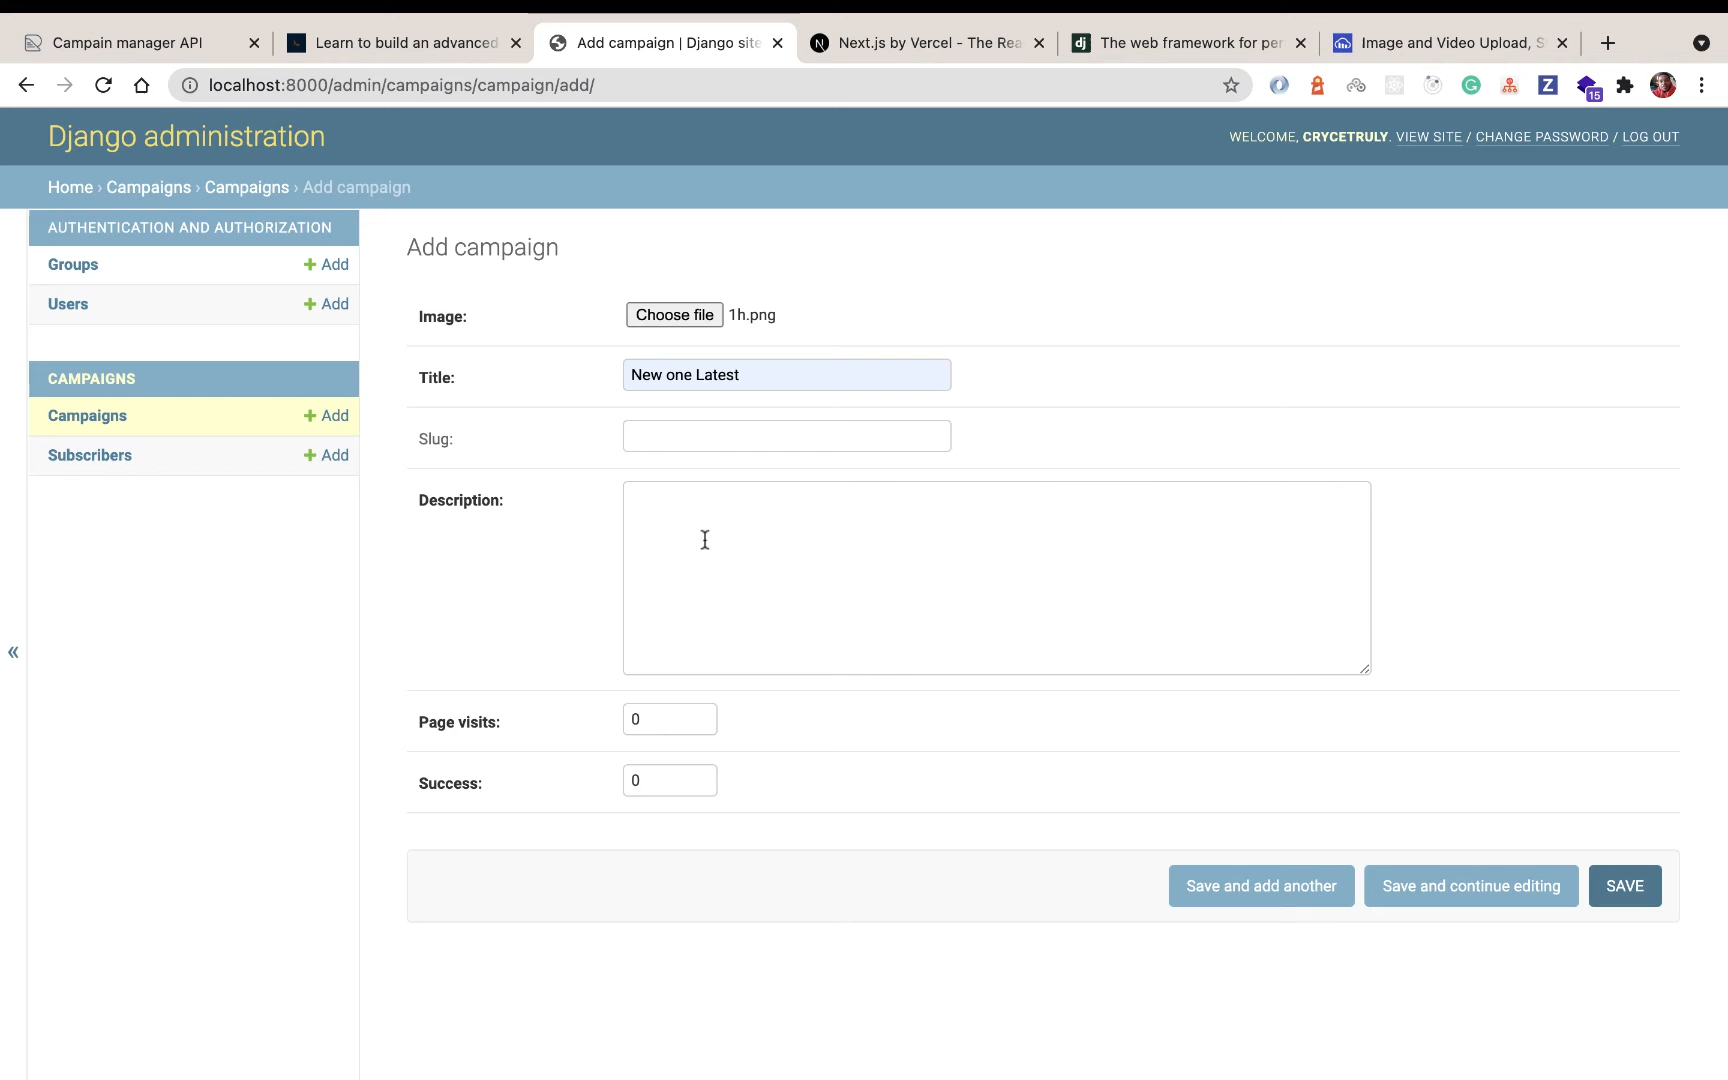 Campain manager API
Learn to build an advanced
Add campaign | Django site
Next.js by Vercel - The Rea
The web framework for per
Image and Video Upload, S
localhost:8000/admin/campaigns/campaign/add/
15
Django administration
WELCOME, CRYCETRULY. VIEW SITE / CHANGE PASSWORD / LOG OUT
Home › Campaigns › Campaigns › Add campaign
AUTHENTICATION AND AUTHORIZATION
Groups + Add
Users + Add
CAMPAIGNS
Campaigns + Add
Subscribers + Add
«
Add campaign
Image: Choose file 1h.png
Title: New one Latest
Slug:
Description:
Page visits: 0
Success: 0
Save and add another
Save and continue editing
SAVE